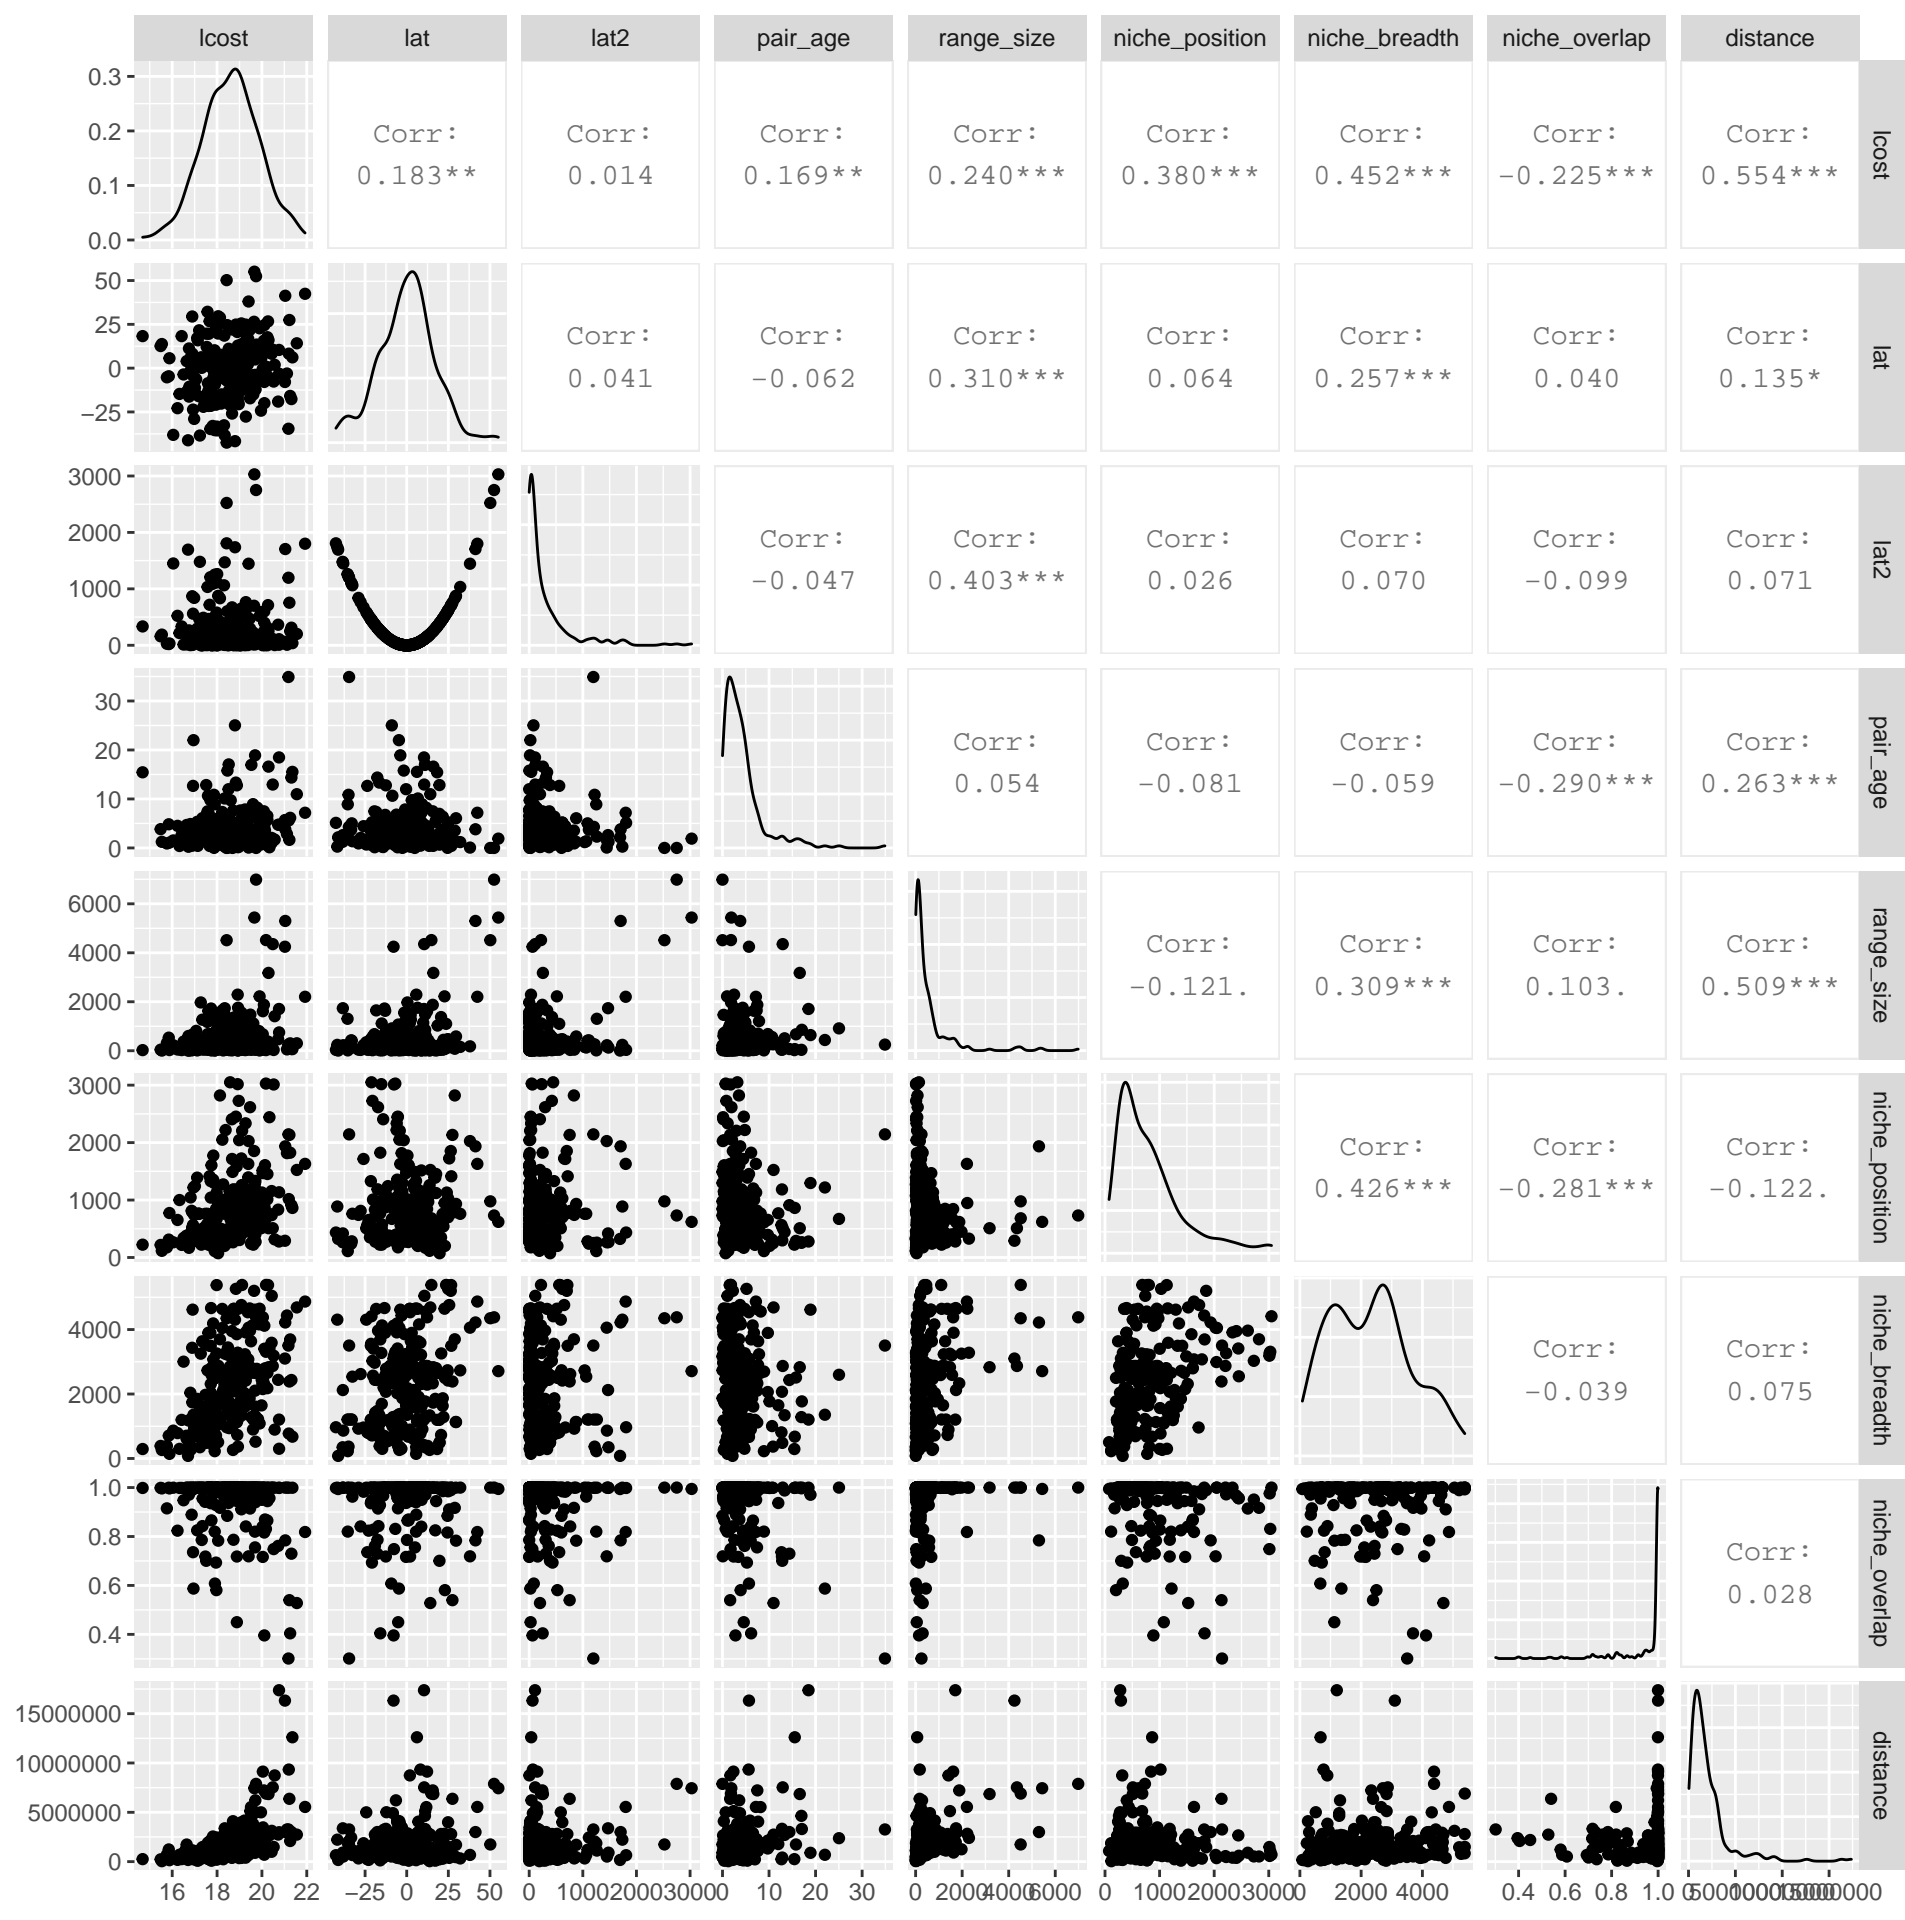 lcost lat lat2 pair_age range_size niche_position niche_breadth niche_overlap distance
0.3
0.2
0.1
0.0
Corr: Corr: Corr: Corr: Corr: Corr: Corr: Corr:
0.183** 0.014 0.169** 0.240*** 0.380*** 0.452*** -0.225*** 0.554***
lcost
50
25
0
−25
Corr: Corr: Corr: Corr: Corr: Corr: Corr:
0.041 -0.062 0.310*** 0.064 0.257*** 0.040 0.135*
lat
3000
2000
1000
0
Corr: Corr: Corr: Corr: Corr: Corr:
-0.047 0.403*** 0.026 0.070 -0.099 0.071
lat2
30
20
10
0
Corr: Corr: Corr: Corr: Corr:
0.054 -0.081 -0.059 -0.290*** 0.263***
pair_age
6000
4000
2000
0
Corr: Corr: Corr: Corr:
-0.121. 0.309*** 0.103. 0.509***
range_size
3000
2000
1000
0
Corr: Corr: Corr:
0.426*** -0.281*** -0.122.
niche_position
4000
2000
0
Corr: Corr:
-0.039 0.075
niche_breadth
1.0
0.8
0.6
0.4
Corr:
0.028
niche_overlap
15000000
10000000
5000000
0
distance
16 18 20 22 −25 0 25 50 0 1000 2000 3000 0 10 20 30 0 2000 4000 6000 0 1000 2000 3000 0 2000 4000 0.4 0.6 0.8 1.0 0 5000000 10000000 15000000